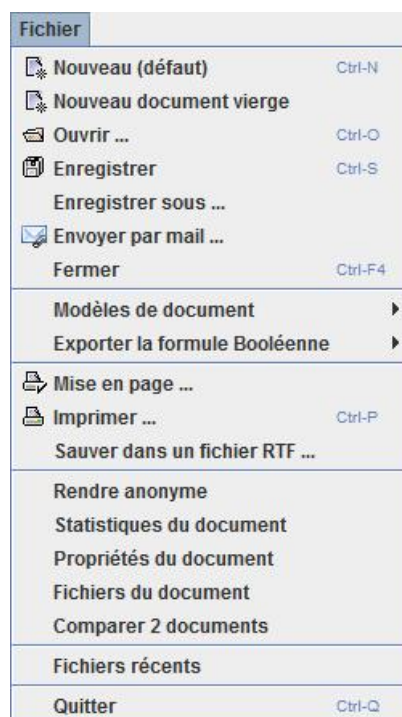 Fichier
Nouveau (défaut) Ctrl-N
Nouveau document vierge
Ouvrir ... Ctrl-O
Enregistrer Ctrl-S
Enregistrer sous ...
Envoyer par mail ...
Fermer Ctrl-F4
Modèles de document
Exporter la formule Booléenne
Mise en page ...
Imprimer ... Ctrl-P
Sauver dans un fichier RTF ...
Rendre anonyme
Statistiques du document
Propriétés du document
Fichiers du document
Comparer 2 documents
Fichiers récents
Quitter Ctrl-Q